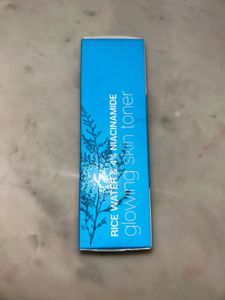 RICE WATER & 4% NIACINAMIDE
glowing skin toner